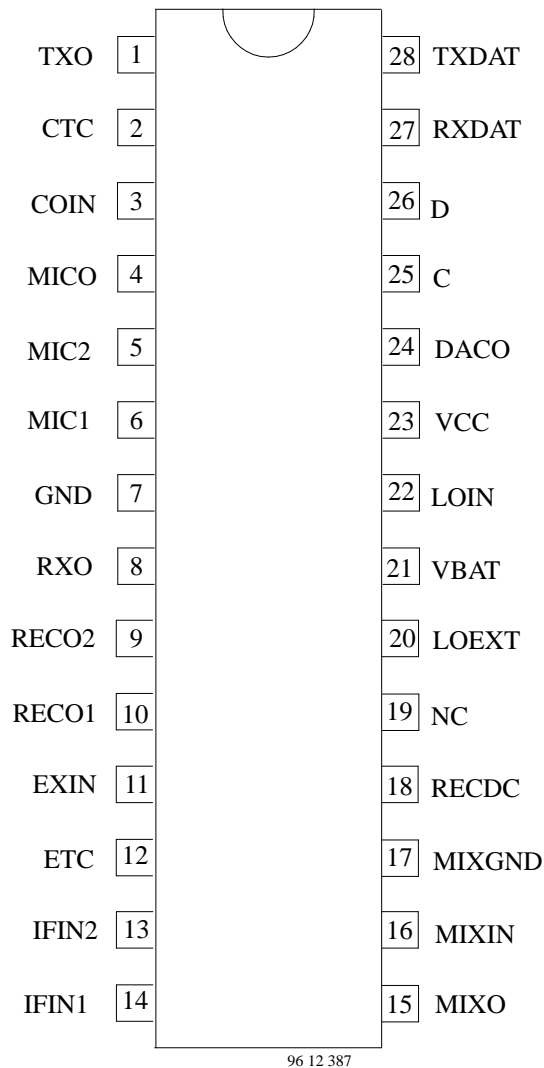 TXO 1 28 TXDAT
CTC 2 27 RXDAT
COIN 3 26 D
MICO 4 25 C
MIC2 5 24 DACO
MIC1 6 23 VCC
GND 7 22 LOIN
RXO 8 21 VBAT
RECO2 9 20 LOEXT
RECO1 10 19 NC
EXIN 11 18 RECDC
ETC 12 17 MIXGND
IFIN2 13 16 MIXIN
IFIN1 14 15 MIXO
96 12 387